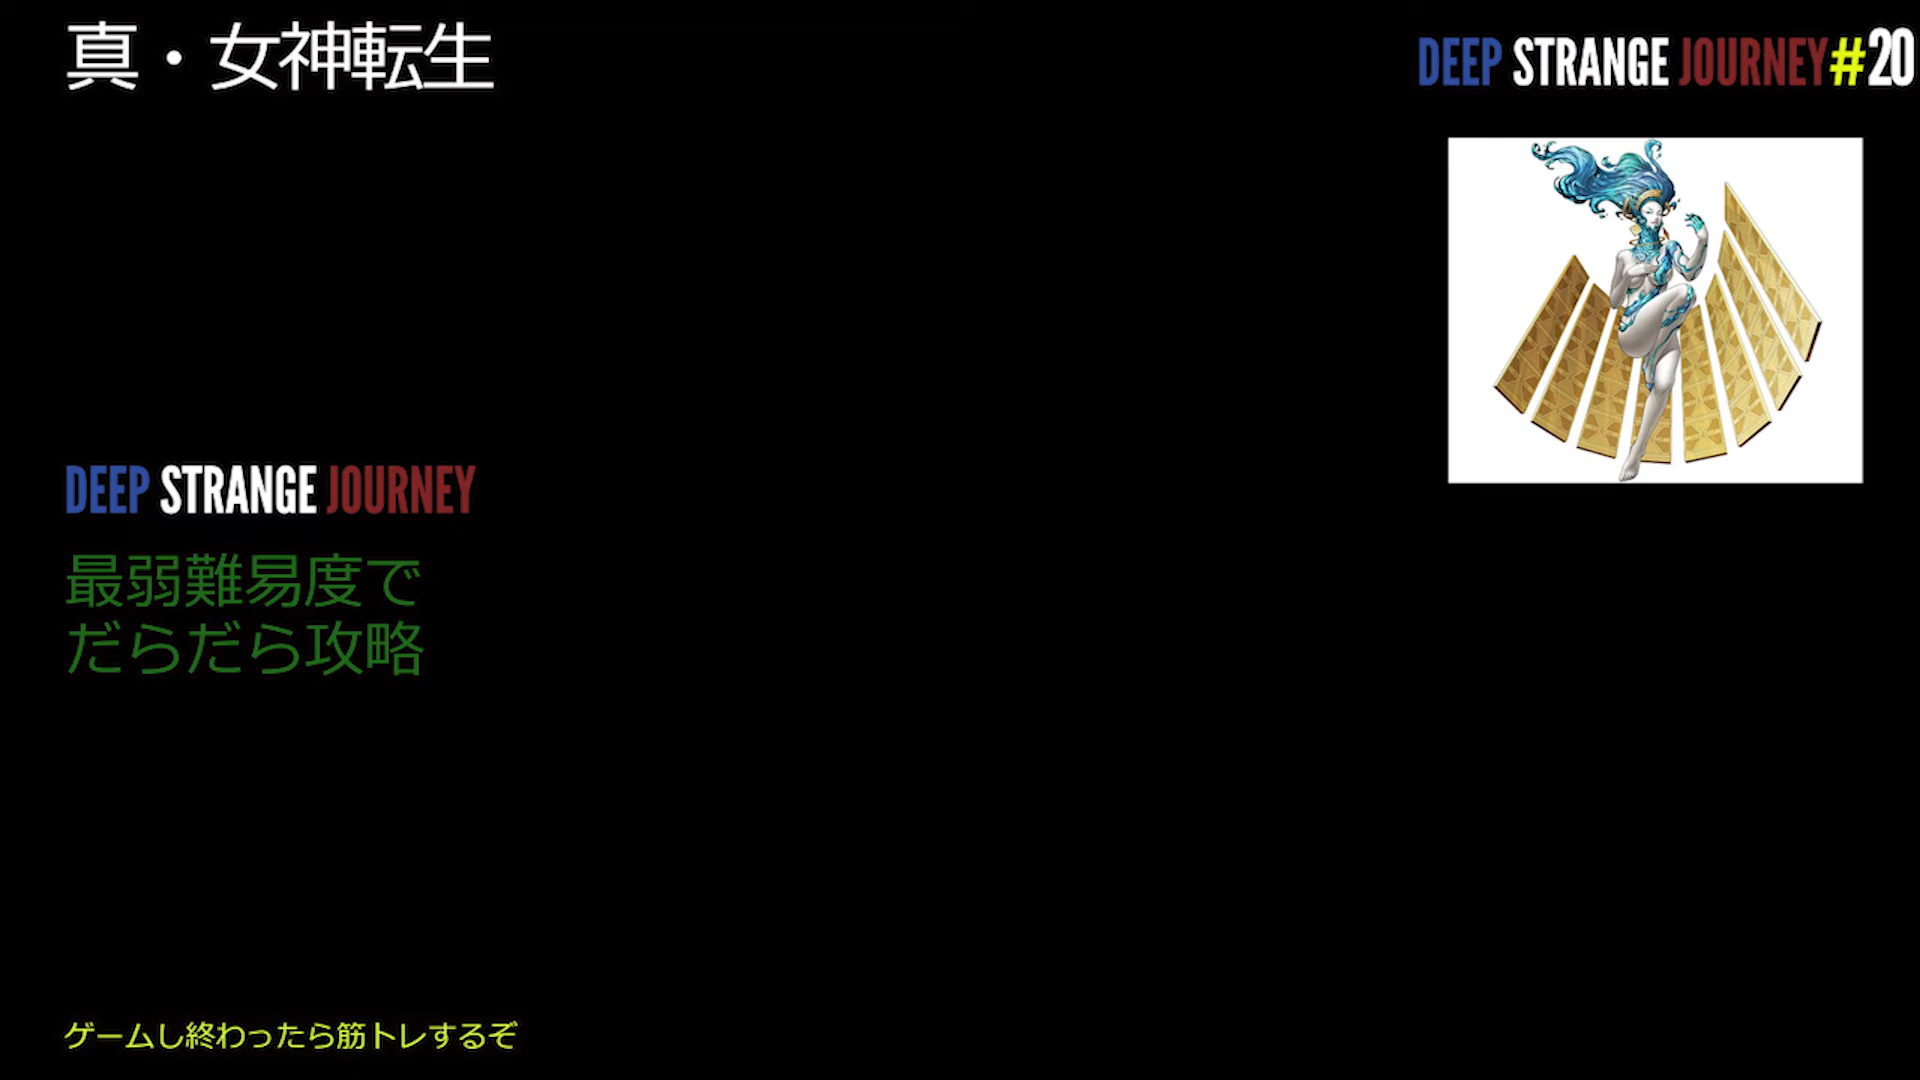 真・女神転生
DEEP STRANGE JOURNEY#20
DEEP STRANGE JOURNEY
最弱難易度で
だらだら攻略
ゲームし終わったら筋トレするぞ